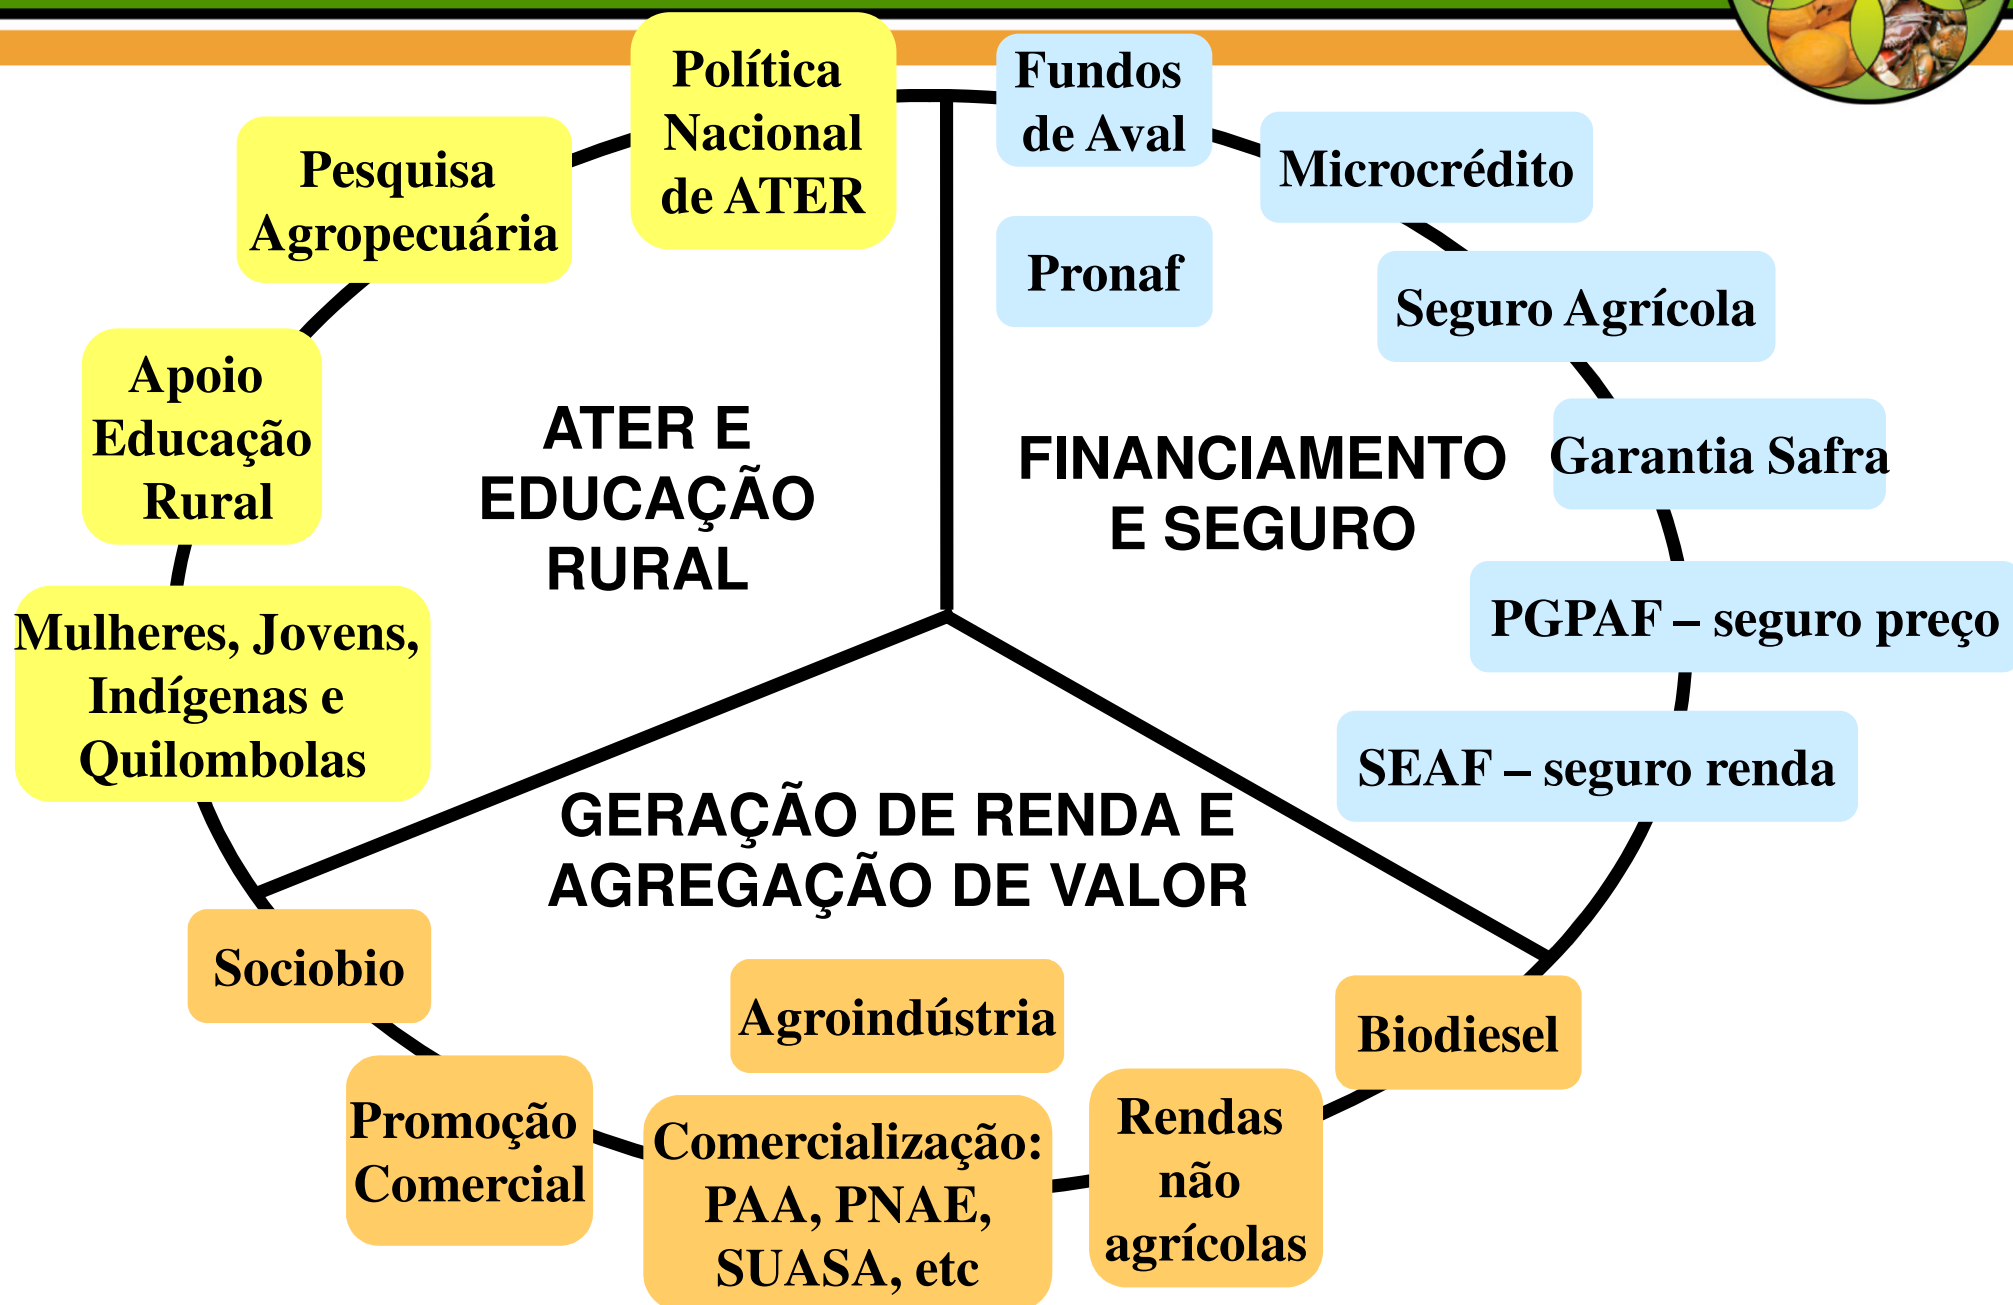 Política
Nacional
de ATER
Fundos
de Aval
Pesquisa
Agropecuária
Microcrédito
Pronaf
Seguro Agrícola
Apoio
Educação
Rural
ATER E
EDUCAÇÃO
RURAL
FINANCIAMENTO
E SEGURO
Garantia Safra
Mulheres, Jovens,
Indígenas e
Quilombolas
PGPAF – seguro preço
SEAF – seguro renda
GERAÇÃO DE RENDA E
AGREGAÇÃO DE VALOR
Sociobio
Agroindústria
Biodiesel
Promoção
Comercial
Comercialização:
PAA, PNAE,
SUASA, etc
Rendas
não
agrícolas